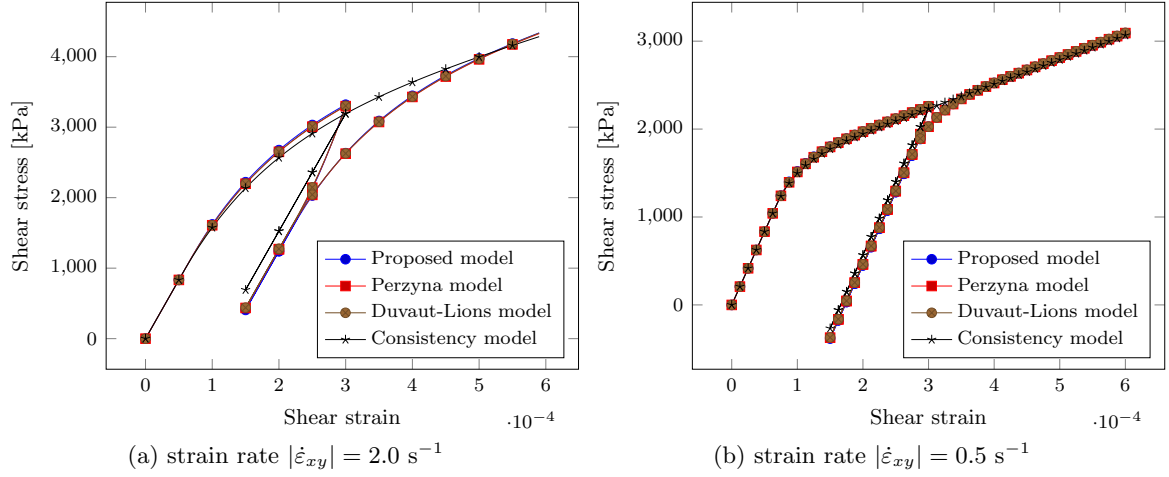 4,000
3,000
2,000
1,000
0
Shear stress [kPa]
Proposed model
Perzyna model
Duvaut-Lions model
Consistency model
0 1 2 3 4 5 6
Shear strain
·10⁻⁴
(a) strain rate |ε̇ₓᵧ| = 2.0 s⁻¹
3,000
2,000
1,000
0
Shear stress [kPa]
Proposed model
Perzyna model
Duvaut-Lions model
Consistency model
0 1 2 3 4 5 6
Shear strain
·10⁻⁴
(b) strain rate |ε̇ₓᵧ| = 0.5 s⁻¹